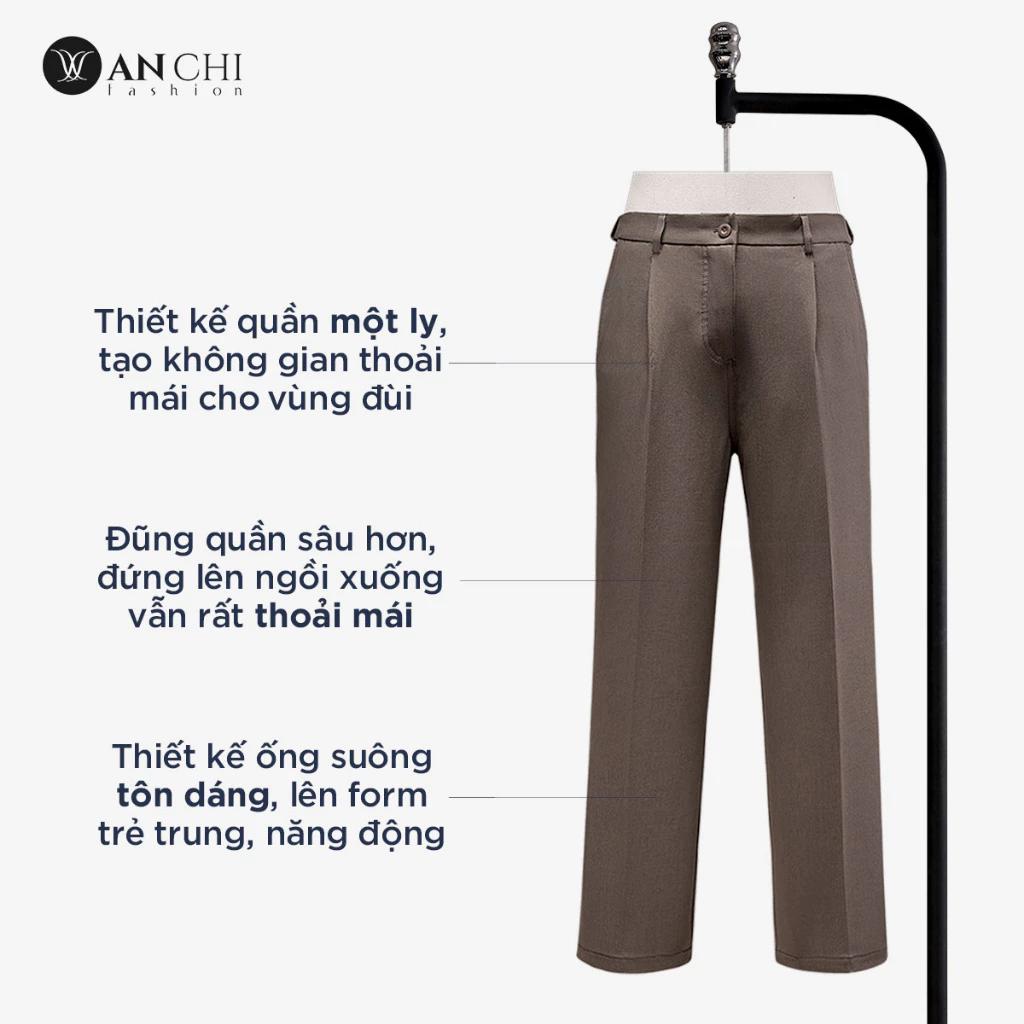 AN CHI
fashion
Thiết kế quần một ly,
tạo không gian thoải
mái cho vùng đùi
Đũng quần sâu hơn,
đứng lên ngồi xuống
vẫn rất thoải mái
Thiết kế ống suông
tôn dáng, lên form
trẻ trung, năng động